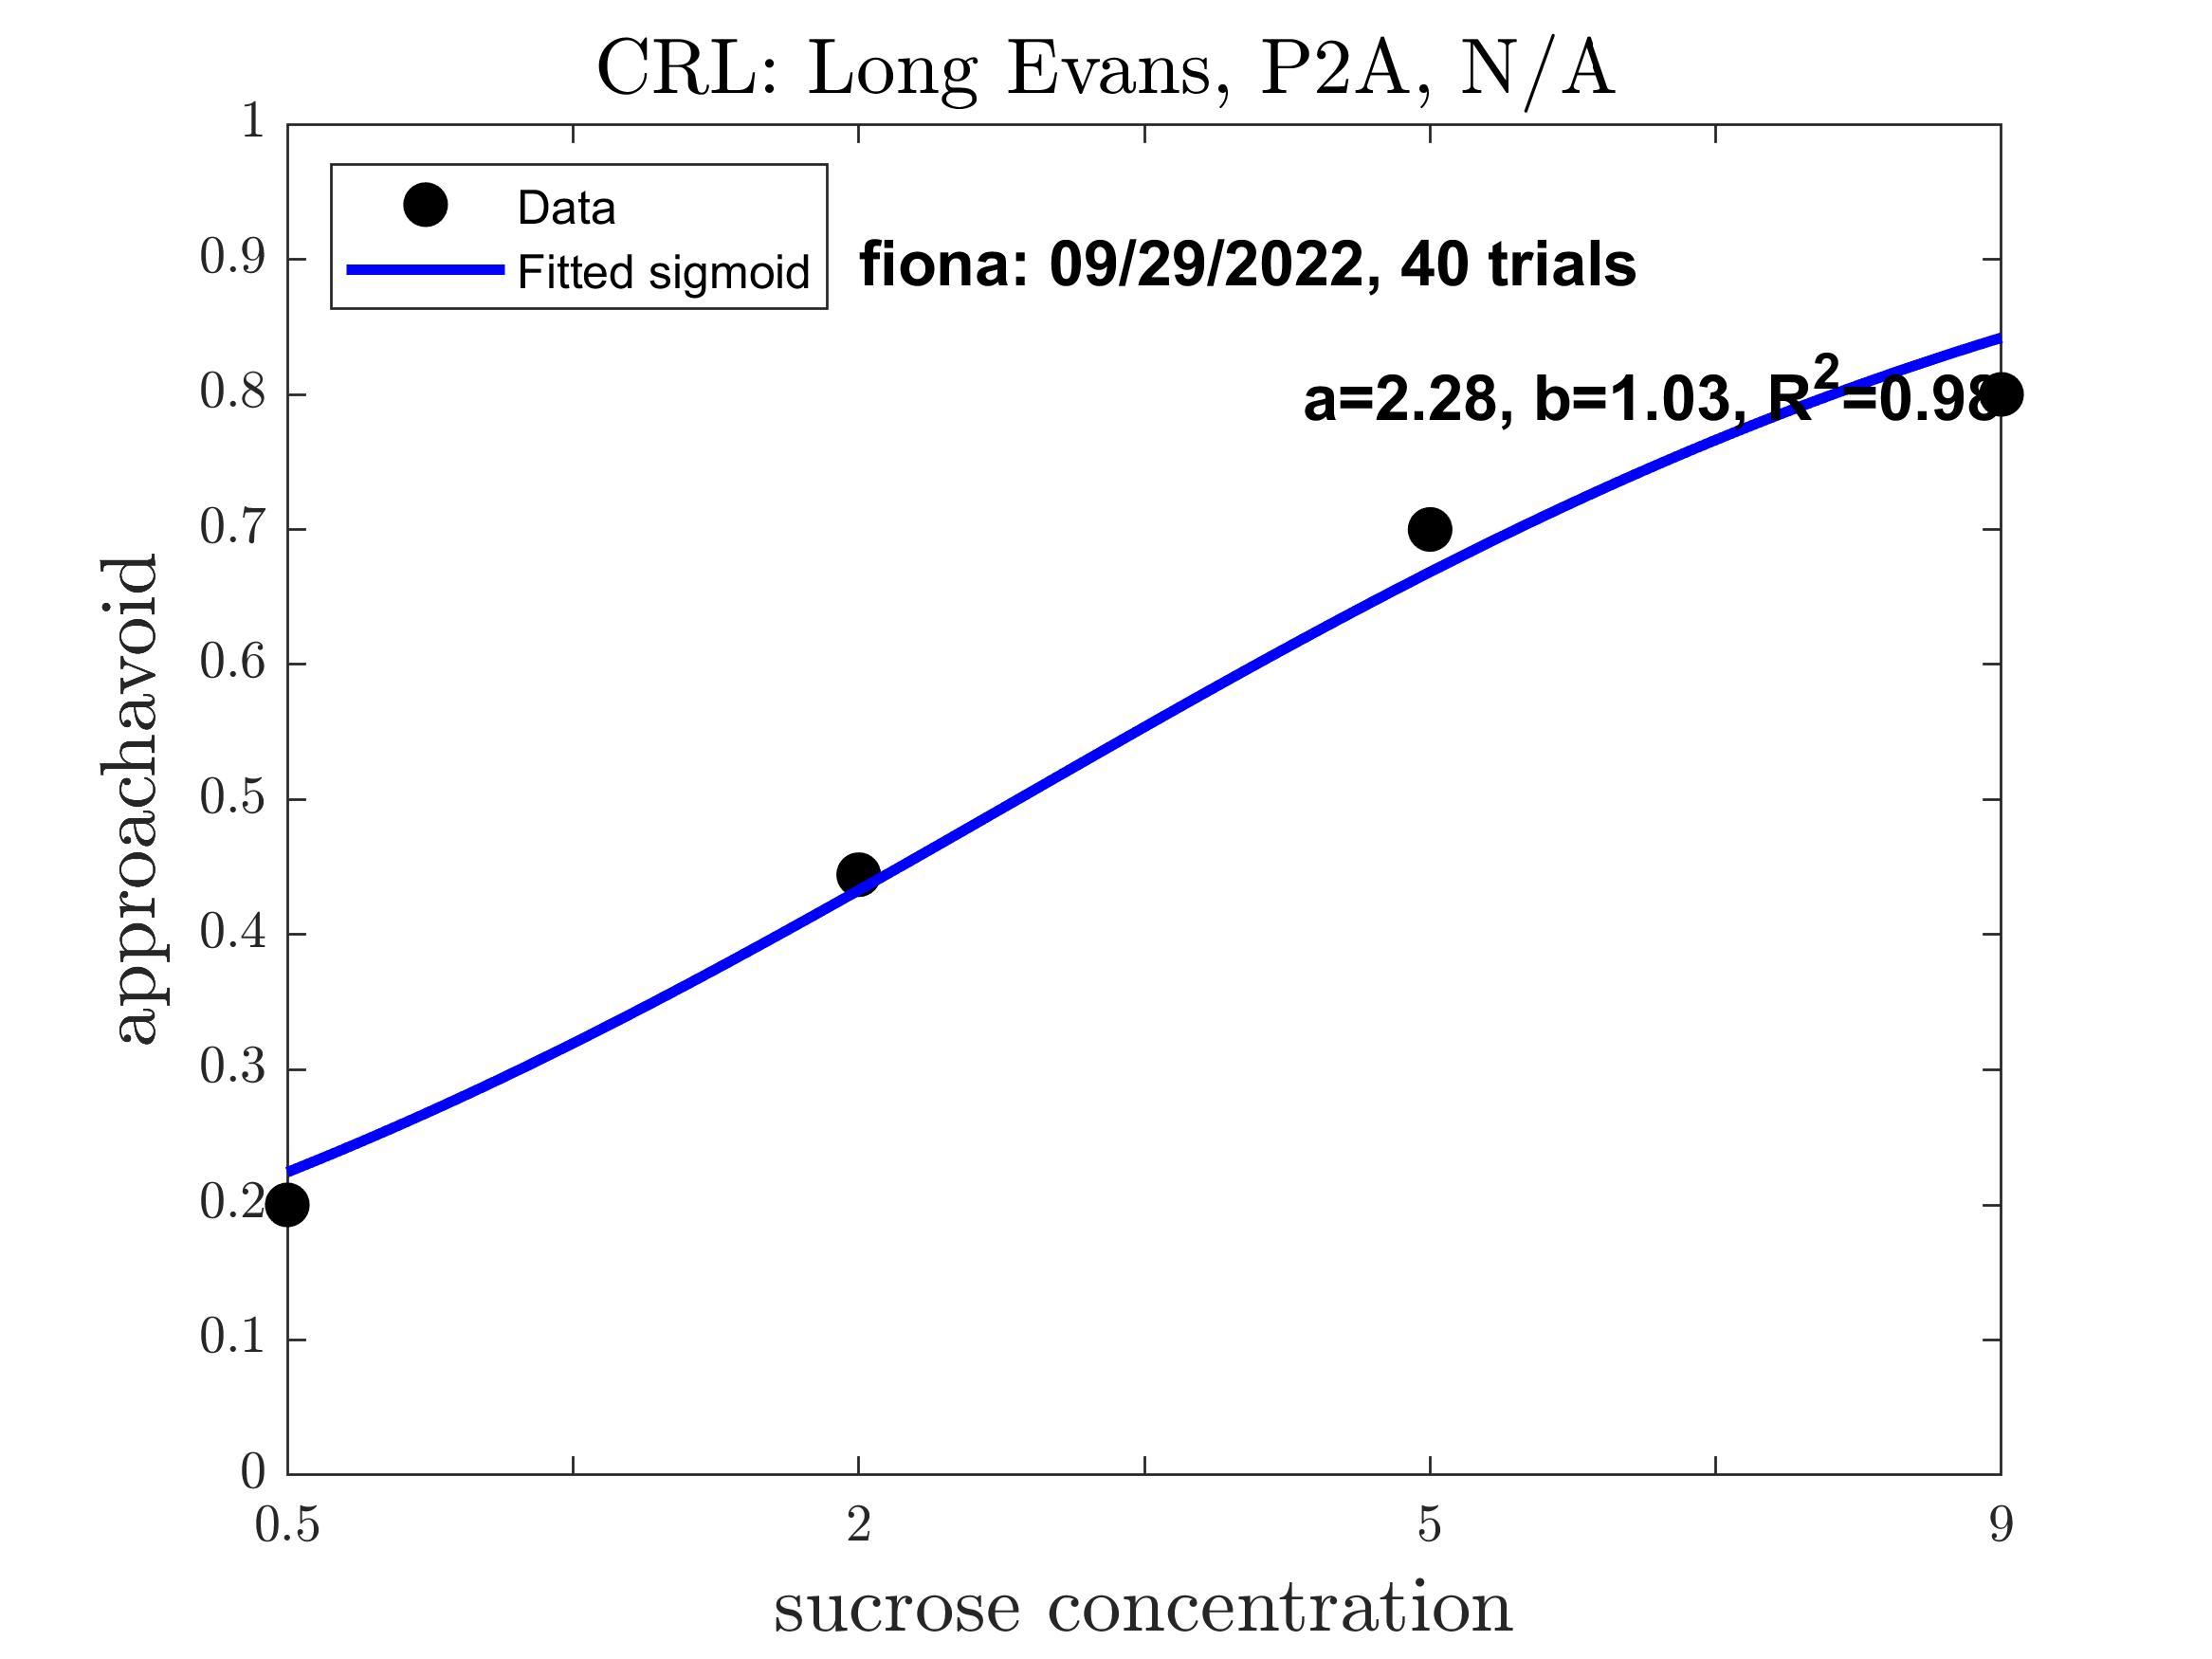 CRL: Long Evans, P2A, N/A
1
0.9
0.8
0.7
0.6
0.5
0.4
0.3
0.2
0.1
0
approachavoid
Data
Fitted sigmoid
fiona: 09/29/2022, 40 trials
a=2.28, b=1.03, R²=0.98
0.5 2 5 9
sucrose concentration